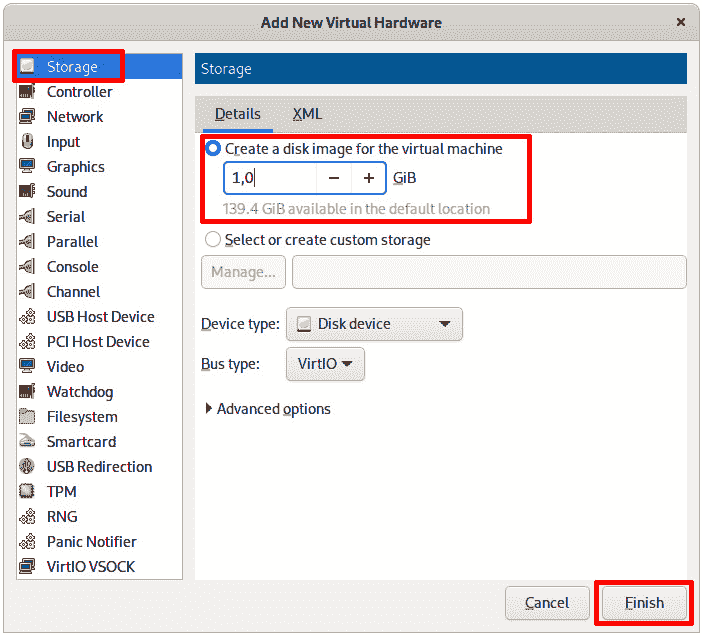 Add New Virtual Hardware
Storage
Controller
Network
Input
Graphics
Sound
Serial
Parallel
Console
Channel
USB Host Device
PCI Host Device
Video
Watchdog
Filesystem
Smartcard
USB Redirection
TPM
RNG
Panic Notifier
VirtIO VSOCK
Storage
Details XML
Create a disk image for the virtual machine
1,0 − + GiB
139.4 GiB available in the default location
Select or create custom storage
Manage...
Device type: Disk device
Bus type: VirtIO
Advanced options
Cancel Finish